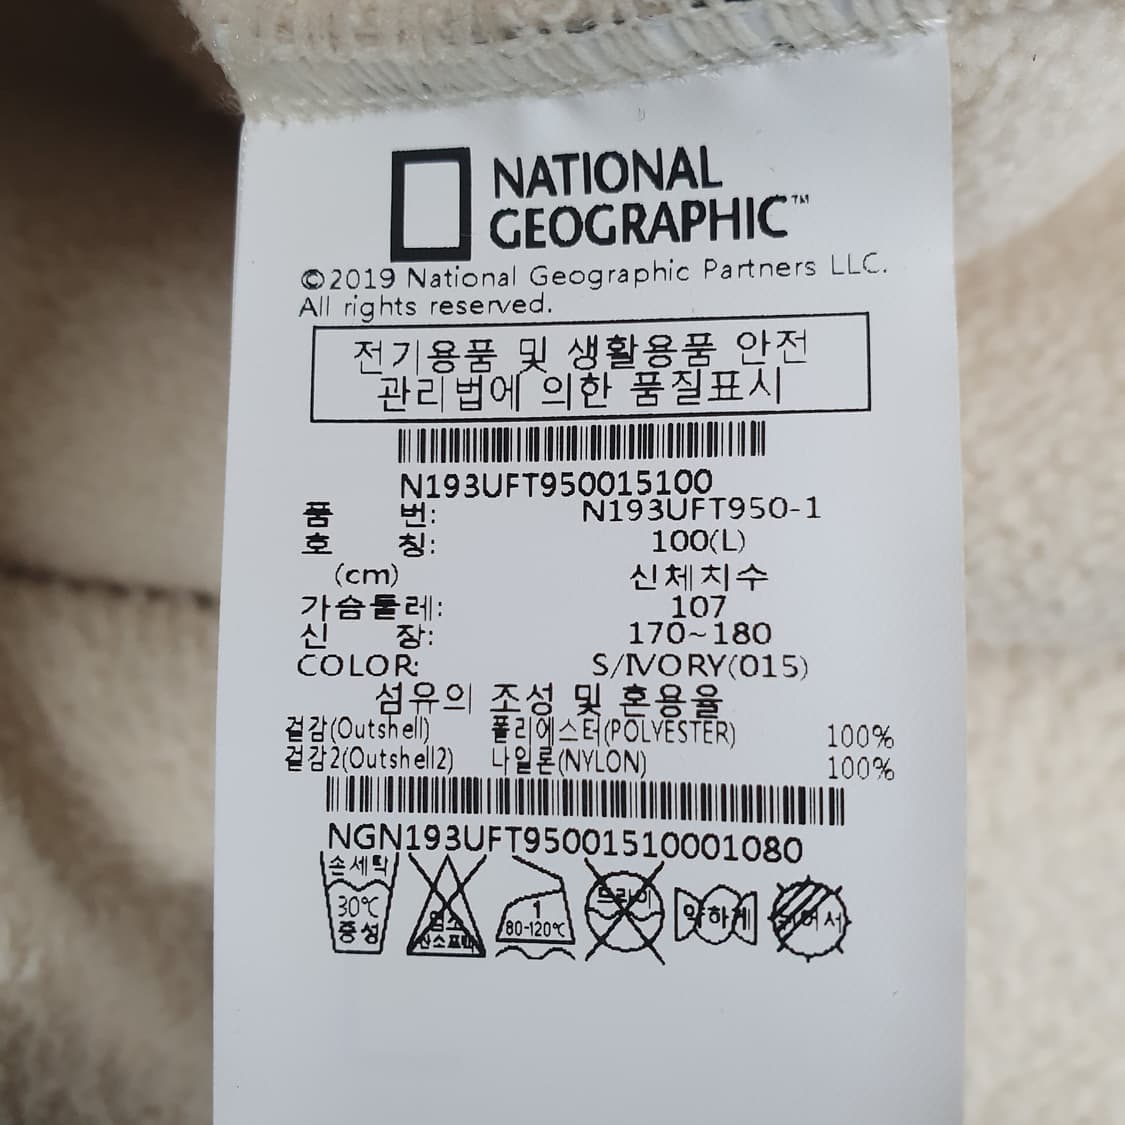 NATIONAL
GEOGRAPHIC™
©2019 National Geographic Partners LLC.
All rights reserved.
전기용품 및 생활용품 안전
관리법에 의한 품질표시
N193UFT950015100
품 번: N193UFT950-1
호 칭: 100(L)
(cm) 신체치수
가슴둘레: 107
신 장: 170~180
COLOR: S/IVORY(015)
섬유의 조성 및 혼용율
겉감(Outshell) 폴리에스터(POLYESTER) 100%
겉감2(Outshell2) 나일론(NYLON) 100%
NGN193UFT95001510001080
손세탁 30℃ 중성
염소 산소표백
1 80-120℃
드라이
약하게